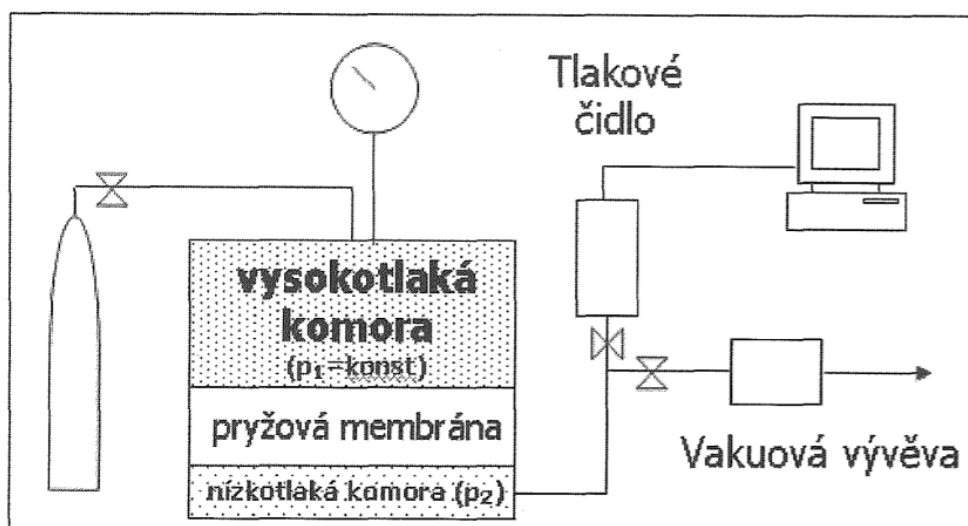 Tlakové
čidlo
vysokotlaká
komora
(p₁=konst)
pryžová membrána
nízkotlaká komora (p₂)
Vakuová vývěva